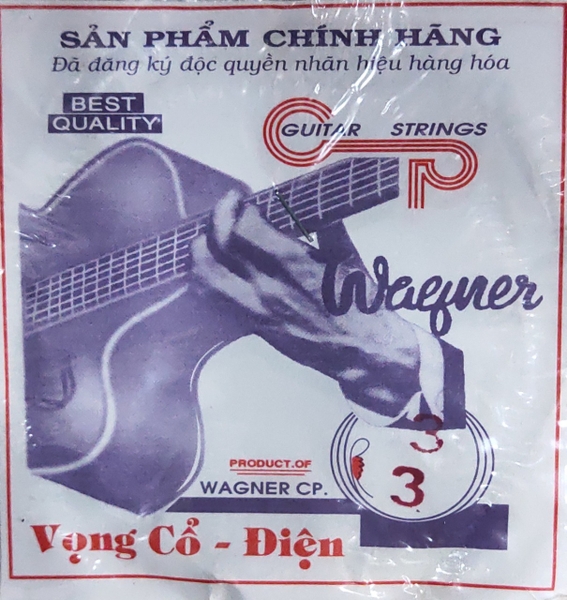 SẢN PHẨM CHÍNH HÃNG
Đã đăng ký độc quyền nhãn hiệu hàng hóa
BEST
QUALITY
GUITAR STRINGS
CP
Wagner
3
3
PRODUCT.OF
WAGNER CP.
Vọng Cổ - Điện